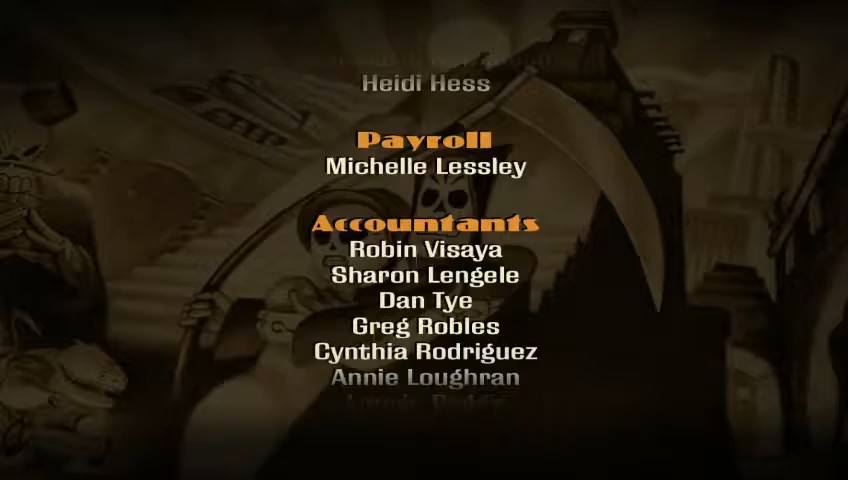 Heidi Hess
Payroll
Michelle Lessley
Accountants
Robin Visaya
Sharon Lengele
Dan Tye
Greg Robles
Cynthia Rodriguez
Annie Loughran